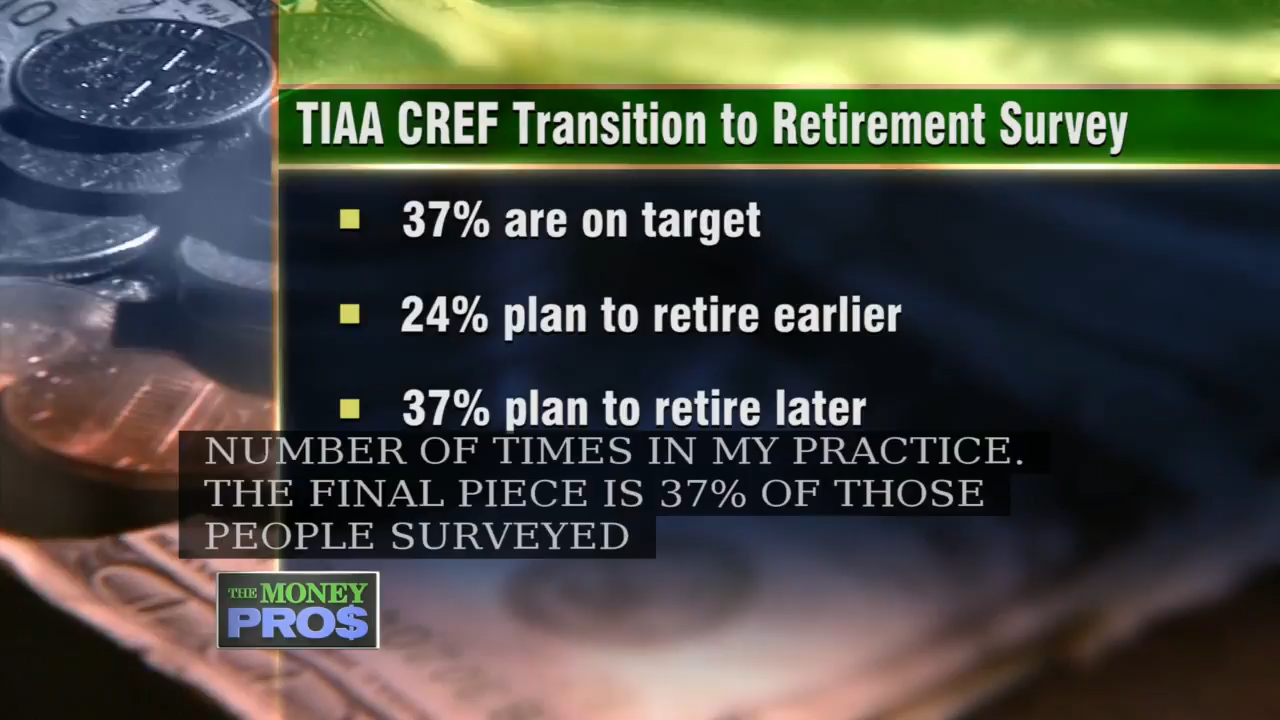 TIAA CREF Transition to Retirement Survey
37% are on target
24% plan to retire earlier
37% plan to retire later
NUMBER OF TIMES IN MY PRACTICE.
THE FINAL PIECE IS 37% OF THOSE
PEOPLE SURVEYED
THE MONEY
PRO$